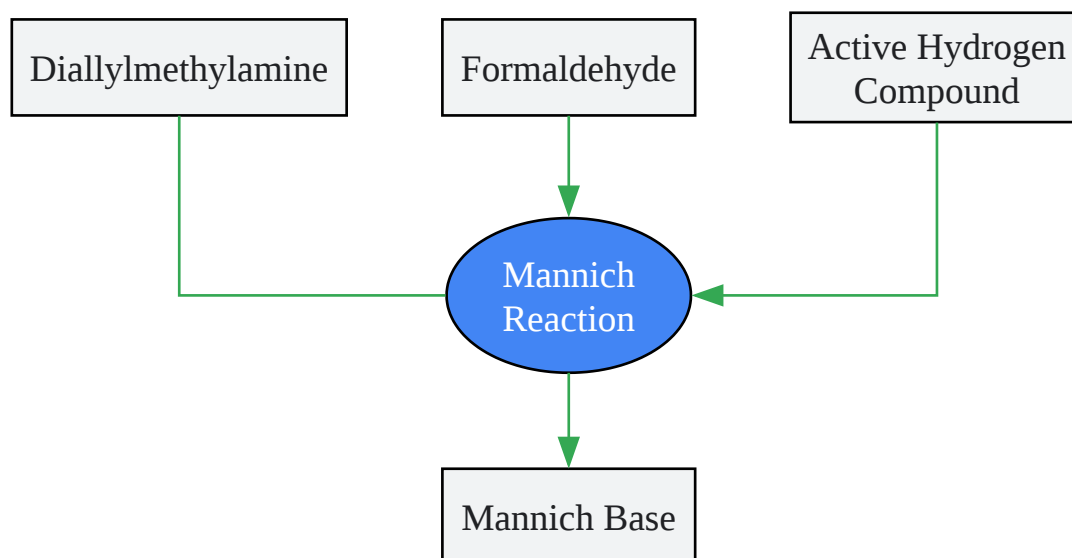 Diallylmethylamine
Formaldehyde
Active Hydrogen
Compound
Mannich
Reaction
Mannich Base